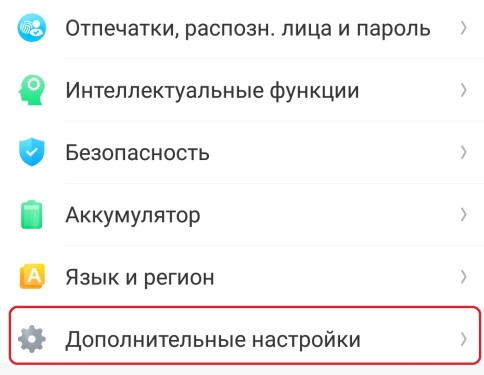 Отпечатки, распозн. лица и пароль
Интеллектуальные функции
Безопасность
Аккумулятор
A
Язык и регион
Дополнительные настройки